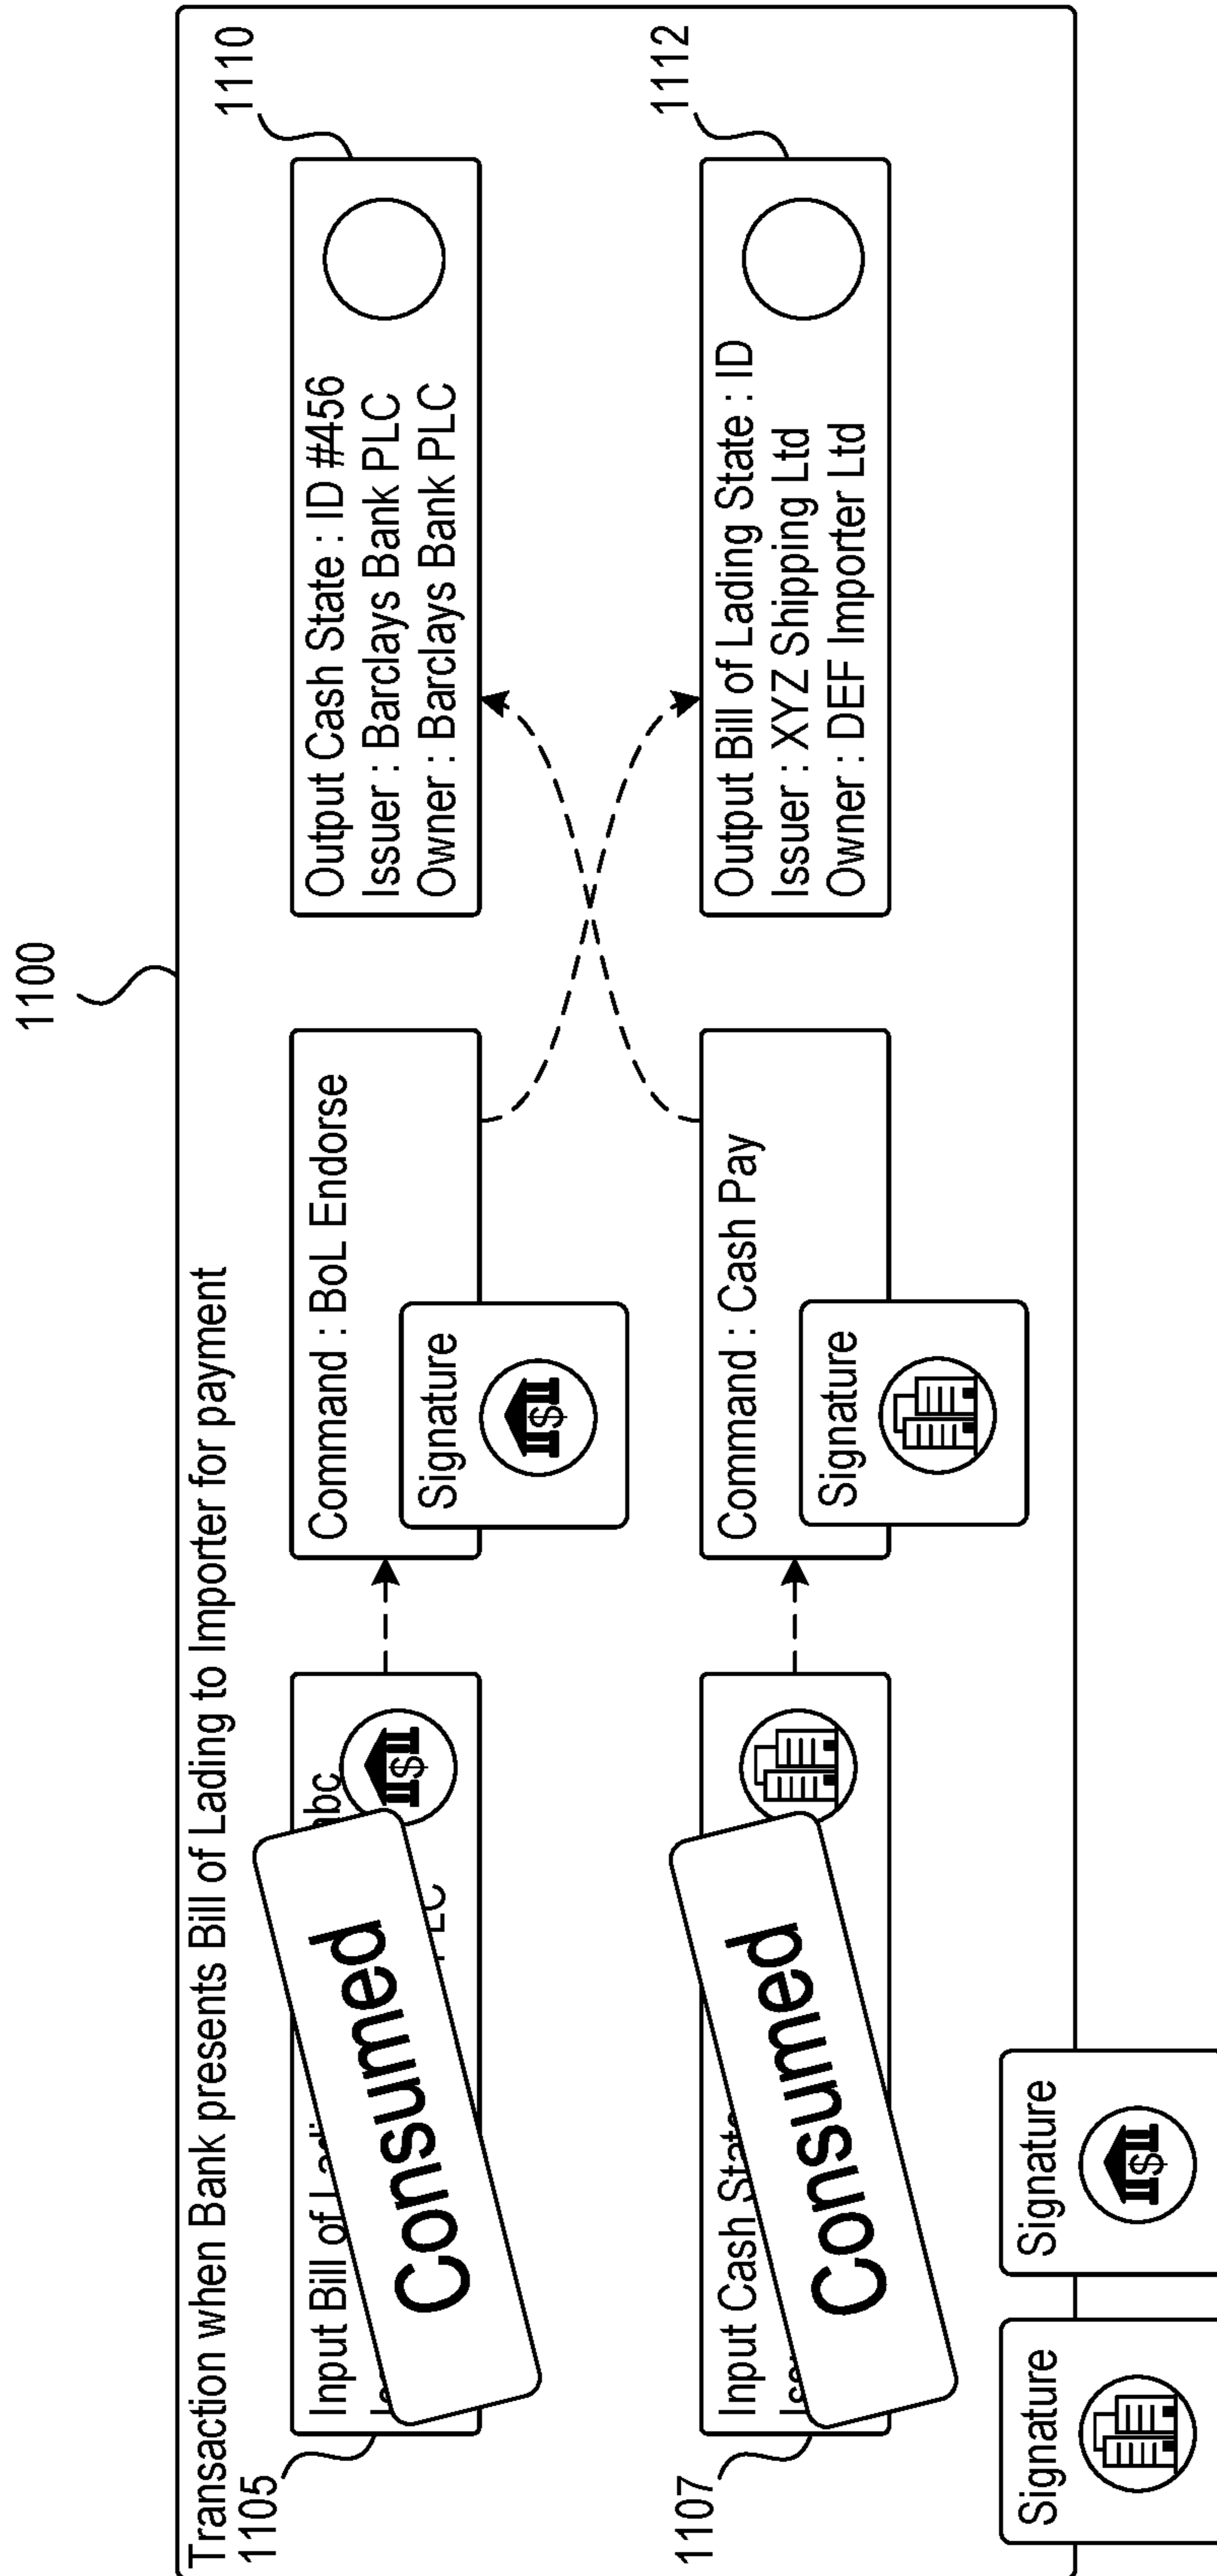 1100
Transaction when Bank presents Bill of Lading to Importer for payment
1105
Input Bill of
abc
Consumed
Command : BoL Endorse
Signature
$
1110
Output Cash State : ID #456
Issuer : Barclays Bank PLC
Owner : Barclays Bank PLC
1107
Input Cash State
Consumed
Command : Cash Pay
Signature
1112
Output Bill of Lading State : ID
Issuer : XYZ Shipping Ltd
Owner : DEF Importer Ltd
Signature
Signature
$